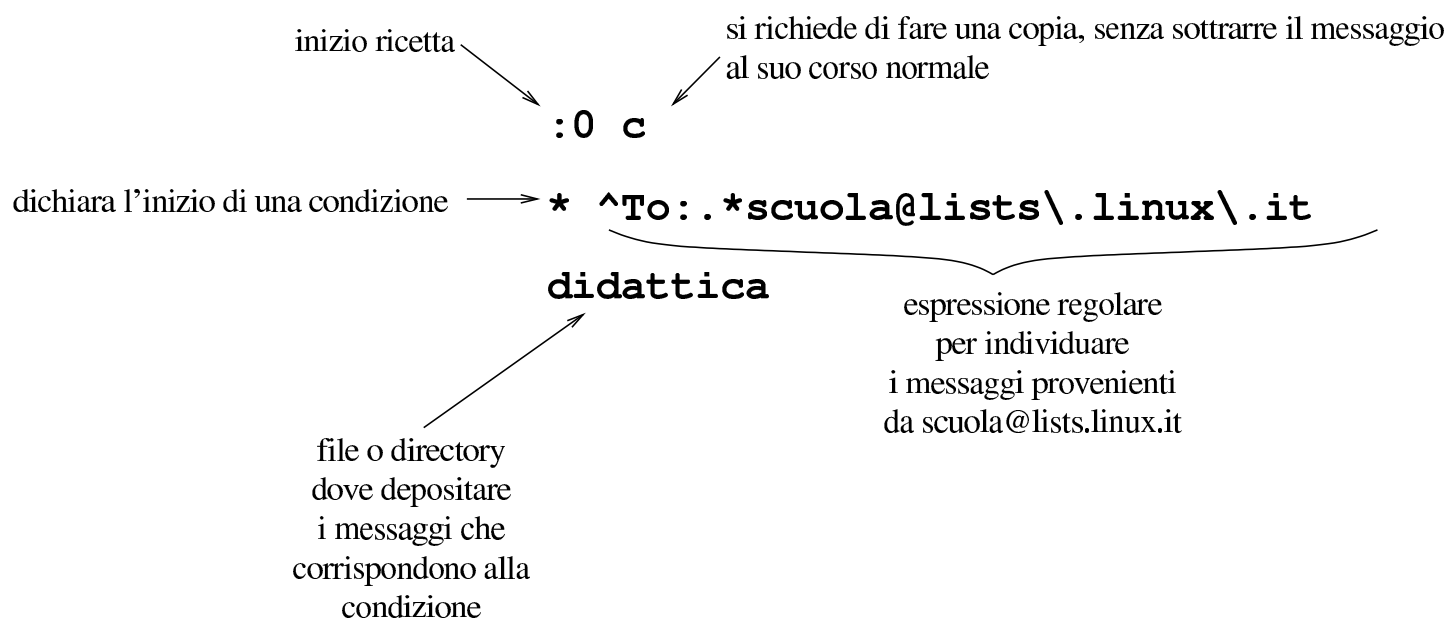 inizio ricetta
si richiede di fare una copia, senza sottrarre il messaggio
al suo corso normale
:0 c
dichiara l'inizio di una condizione
* ^To:.*scuola@lists\.linux\.it
didattica
espressione regolare
per individuare
i messaggi provenienti
da scuola@lists.linux.it
file o directory
dove depositare
i messaggi che
corrispondono alla
condizione